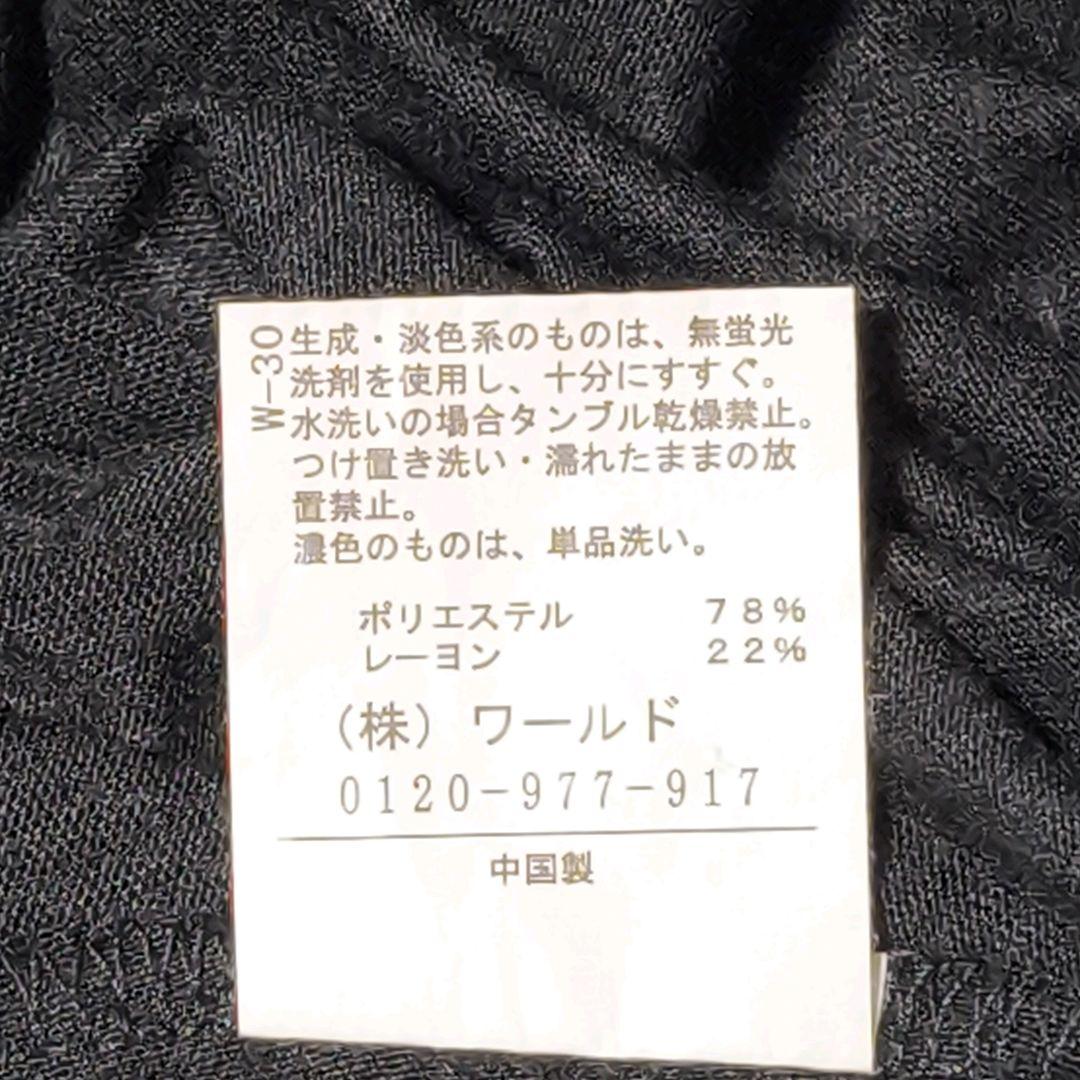 W-30
生成・淡色系のものは、無蛍光
洗剤を使用し、十分にすすぐ。
水洗いの場合タンブル乾燥禁止。
つけ置き洗い・濡れたままの放
置禁止。
濃色のものは、単品洗い。
ポリエステル 78%
レーヨン 22%
(株)ワールド
0120-977-917
中国製